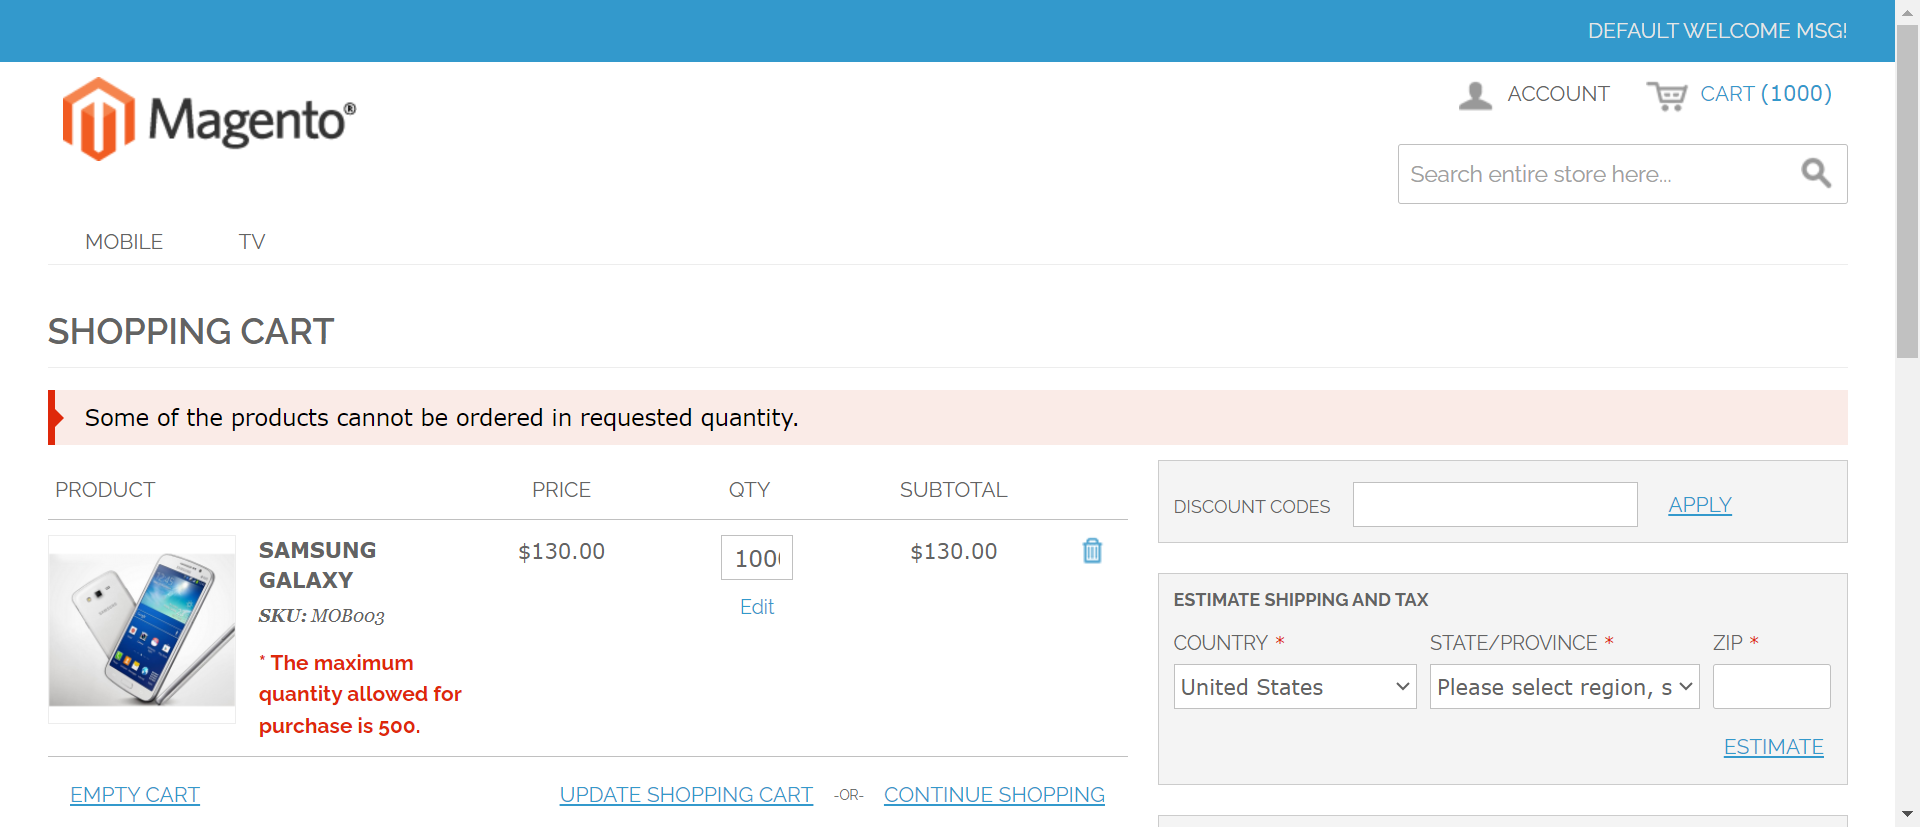 DEFAULT WELCOME MSG!
Magento®
ACCOUNT
CART (1000)
Search entire store here...
MOBILE
TV
SHOPPING CART
Some of the products cannot be ordered in requested quantity.
PRODUCT PRICE QTY SUBTOTAL
SAMSUNG
GALAXY
SKU: MOB003
* The maximum
quantity allowed for
purchase is 500.
$130.00
1000
Edit
$130.00
EMPTY CART
UPDATE SHOPPING CART -OR- CONTINUE SHOPPING
DISCOUNT CODES
APPLY
ESTIMATE SHIPPING AND TAX
COUNTRY * STATE/PROVINCE * ZIP *
United States
Please select region, s
ESTIMATE